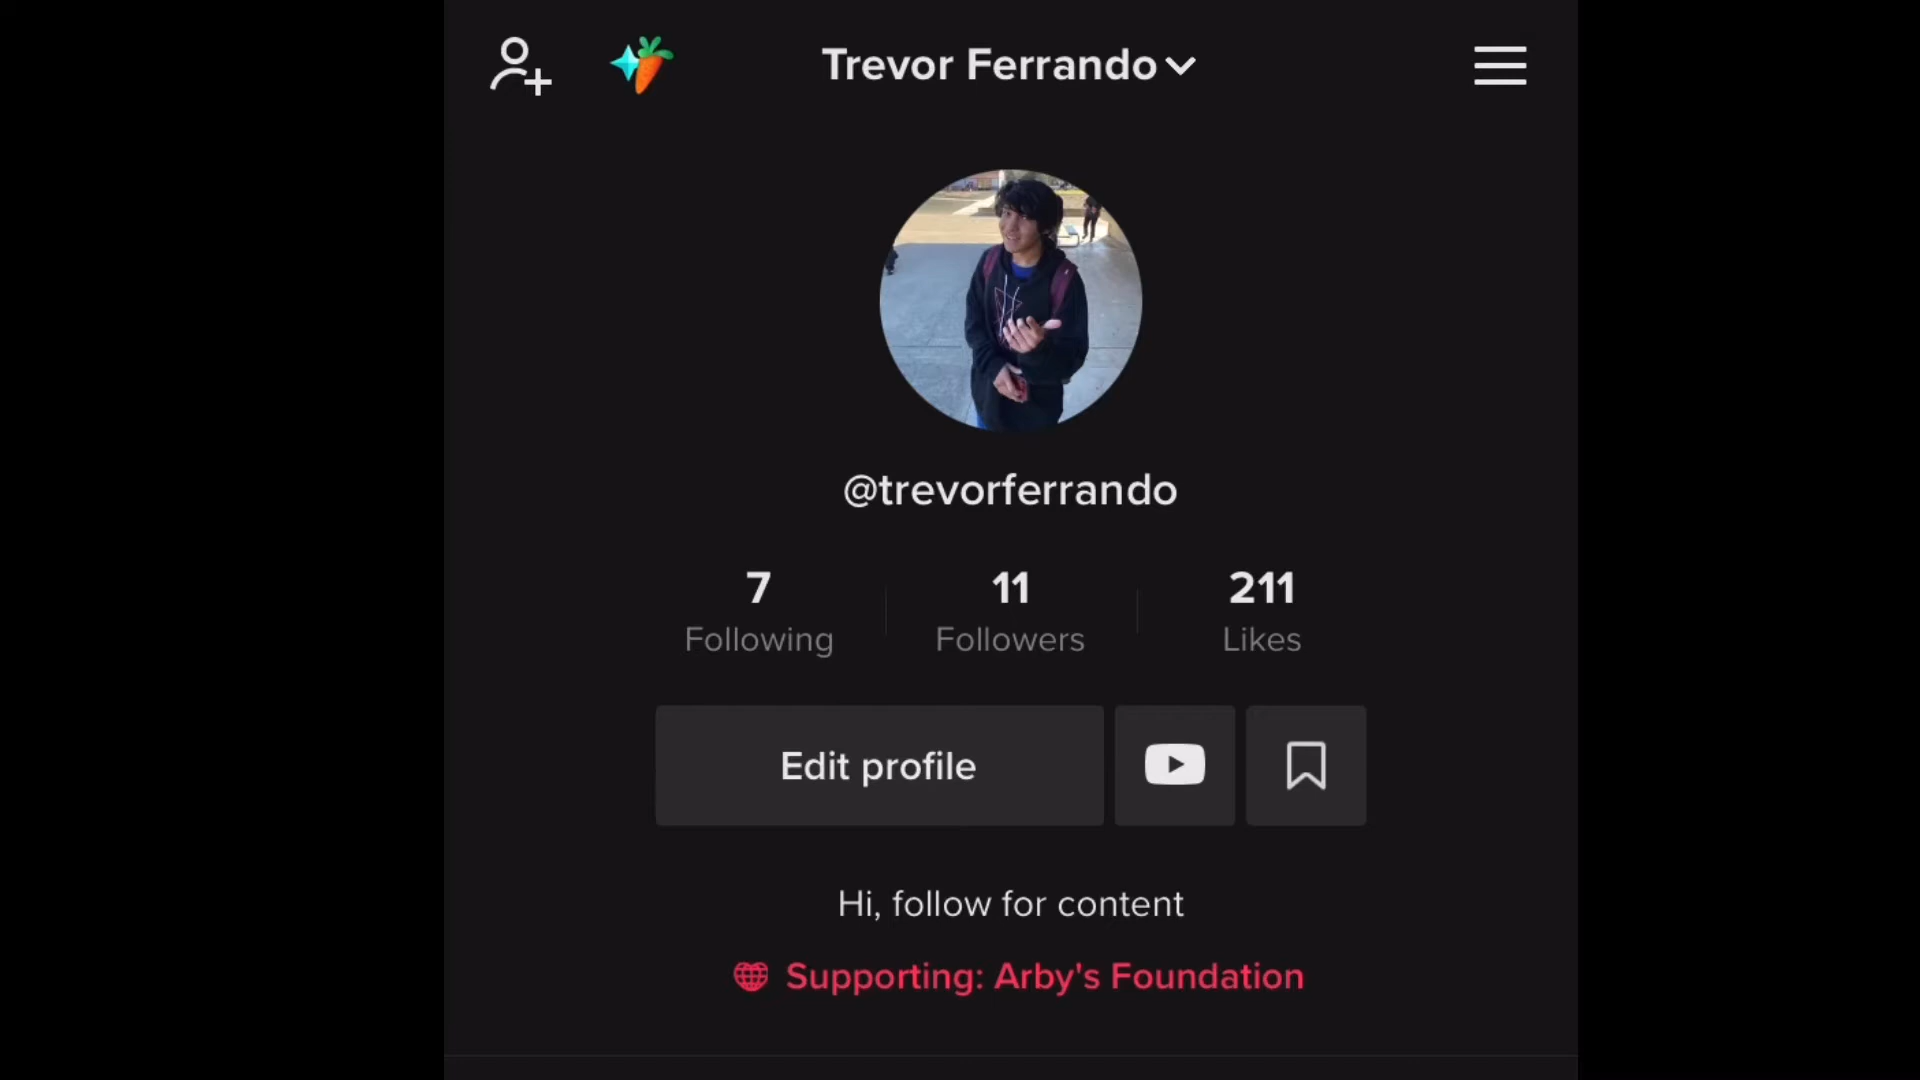 Trevor Ferrando
@trevorferrando
7 11 211
Following Followers Likes
Edit profile
Hi, follow for content
Supporting: Arby's Foundation